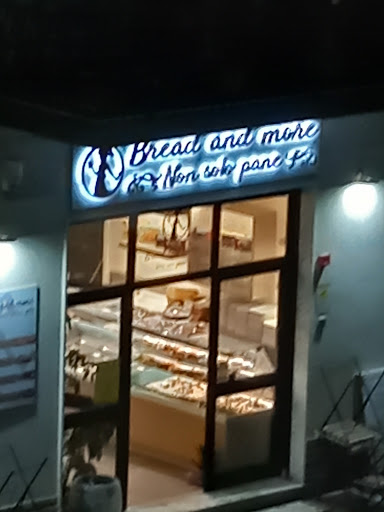 Bread and more
Non solo pane